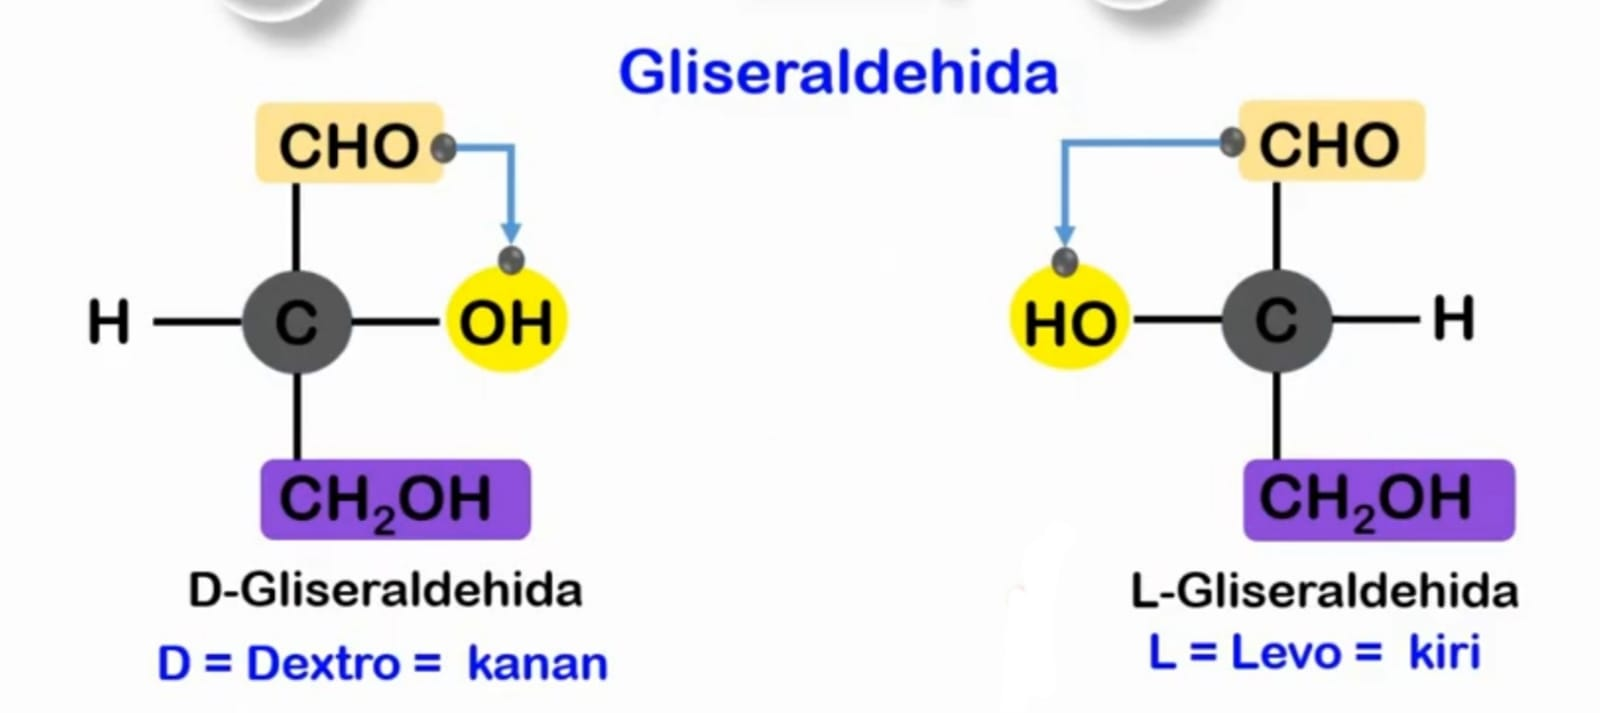 Gliseraldehida
CHO
CHO
H C OH
HO C H
CH₂OH
CH₂OH
D-Gliseraldehida
L-Gliseraldehida
D = Dextro = kanan
L = Levo = kiri